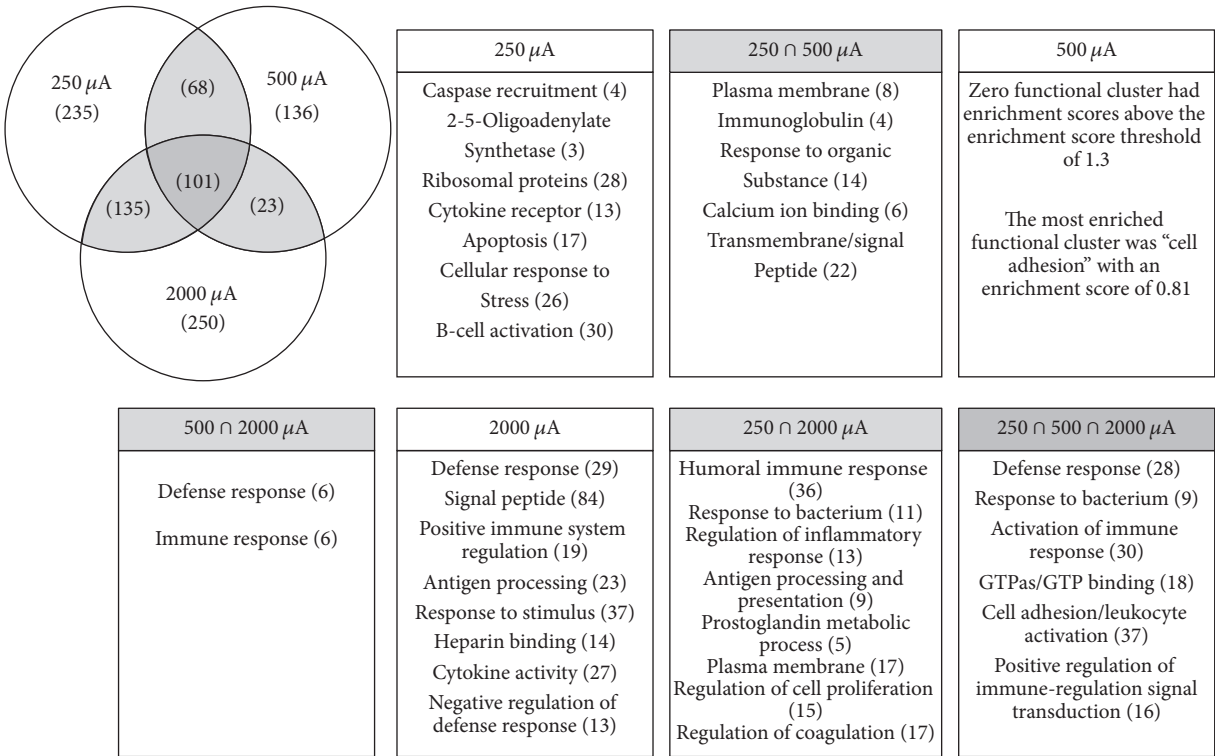 250 μA
(235)
(68)
500 μA
(136)
(101)
(135)
(23)
2000 μA
(250)
250 μA
Caspase recruitment (4)
2-5-Oligoadenylate
Synthetase (3)
Ribosomal proteins (28)
Cytokine receptor (13)
Apoptosis (17)
Cellular response to
Stress (26)
B-cell activation (30)
250 ∩ 500 μA
Plasma membrane (8)
Immunoglobulin (4)
Response to organic
Substance (14)
Calcium ion binding (6)
Transmembrane/signal
Peptide (22)
500 μA
Zero functional cluster had
enrichment scores above the
enrichment score threshold
of 1.3
The most enriched
functional cluster was “cell
adhesion” with an
enrichment score of 0.81
500 ∩ 2000 μA
Defense response (6)
Immune response (6)
2000 μA
Defense response (29)
Signal peptide (84)
Positive immune system
regulation (19)
Antigen processing (23)
Response to stimulus (37)
Heparin binding (14)
Cytokine activity (27)
Negative regulation of
defense response (13)
250 ∩ 2000 μA
Humoral immune response
(36)
Response to bacterium (11)
Regulation of inflammatory
response (13)
Antigen processing and
presentation (9)
Prostoglandin metabolic
process (5)
Plasma membrane (17)
Regulation of cell proliferation
(15)
Regulation of coagulation (17)
250 ∩ 500 ∩ 2000 μA
Defense response (28)
Response to bacterium (9)
Activation of immune
response (30)
GTPas/GTP binding (18)
Cell adhesion/leukocyte
activation (37)
Positive regulation of
immune-regulation signal
transduction (16)